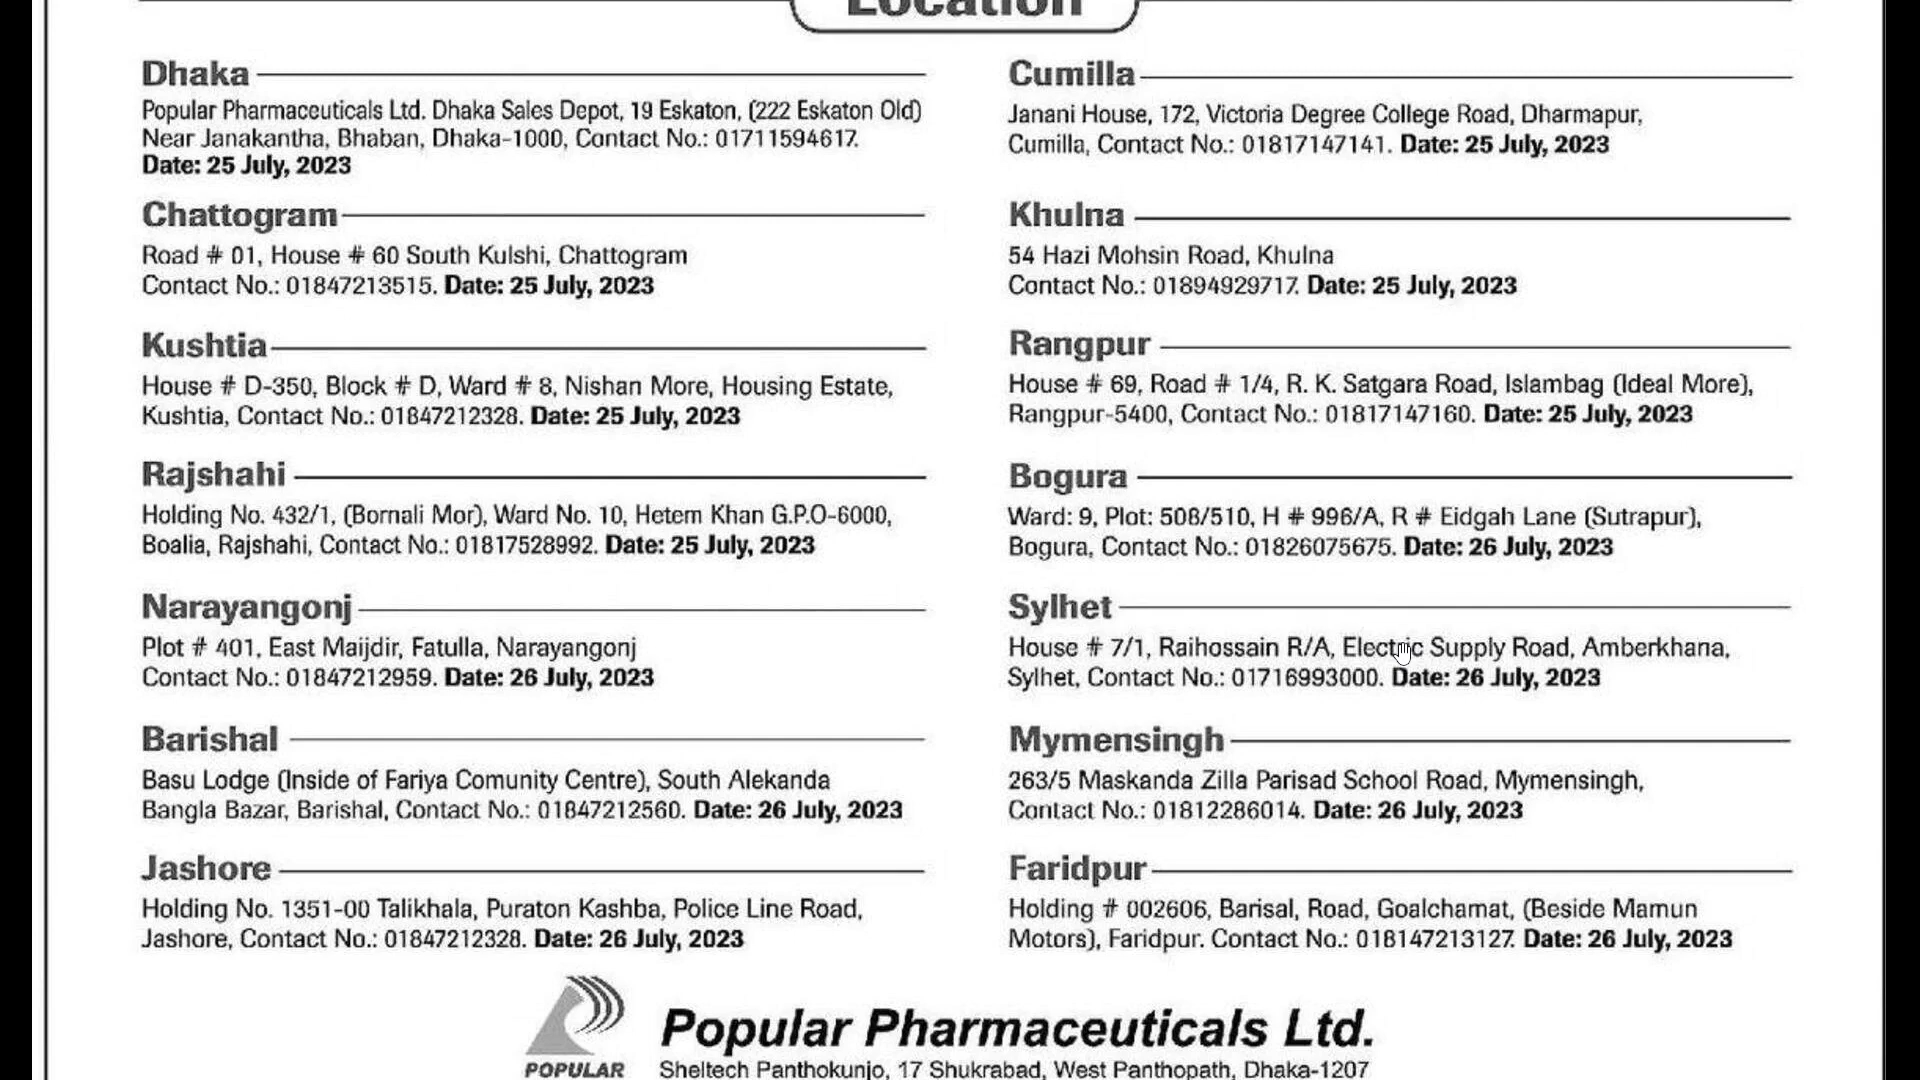 Location
Dhaka
Popular Pharmaceuticals Ltd. Dhaka Sales Depot, 19 Eskaton, (222 Eskaton Old)
Near Janakantha, Bhaban, Dhaka-1000, Contact No.: 01711594617.
Date: 25 July, 2023
Chattogram
Road # 01, House # 60 South Kulshi, Chattogram
Contact No.: 01847213515. Date: 25 July, 2023
Kushtia
House # D-350, Block # D, Ward # 8, Nishan More, Housing Estate,
Kushtia, Contact No.: 01847212328. Date: 25 July, 2023
Rajshahi
Holding No. 432/1, (Bornali Mor), Ward No. 10, Hetem Khan G.P.O-6000,
Boalia, Rajshahi, Contact No.: 01817528992. Date: 25 July, 2023
Narayangonj
Plot # 401, East Maijdir, Fatulla, Narayangonj
Contact No.: 01847212959. Date: 26 July, 2023
Barishal
Basu Lodge (Inside of Fariya Comunity Centre), South Alekanda
Bangla Bazar, Barishal, Contact No.: 01847212560. Date: 26 July, 2023
Jashore
Holding No. 1351-00 Talikhala, Puraton Kashba, Police Line Road,
Jashore, Contact No.: 01847212328. Date: 26 July, 2023
Cumilla
Janani House, 172, Victoria Degree College Road, Dharmapur,
Cumilla, Contact No.: 01817147141. Date: 25 July, 2023
Khulna
54 Hazi Mohsin Road, Khulna
Contact No.: 01894929717. Date: 25 July, 2023
Rangpur
House # 69, Road # 1/4, R. K. Satgara Road, Islambag (Ideal More),
Rangpur-5400, Contact No.: 01817147160. Date: 25 July, 2023
Bogura
Ward: 9, Plot: 508/510, H # 996/A, R # Eidgah Lane (Sutrapur),
Bogura, Contact No.: 01826075675. Date: 26 July, 2023
Sylhet
House # 7/1, Raihossain R/A, Electric Supply Road, Amberkhana,
Sylhet, Contact No.: 01716993000. Date: 26 July, 2023
Mymensingh
263/5 Maskanda Zilla Parisad School Road, Mymensingh,
Contact No.: 01812286014. Date: 26 July, 2023
Faridpur
Holding # 002606, Barisal, Road, Goalchamat, (Beside Mamun
Motors), Faridpur. Contact No.: 018147213127. Date: 26 July, 2023
POPULAR
Popular Pharmaceuticals Ltd.
Sheltech Panthokunjo, 17 Shukrabad, West Panthopath, Dhaka-1207